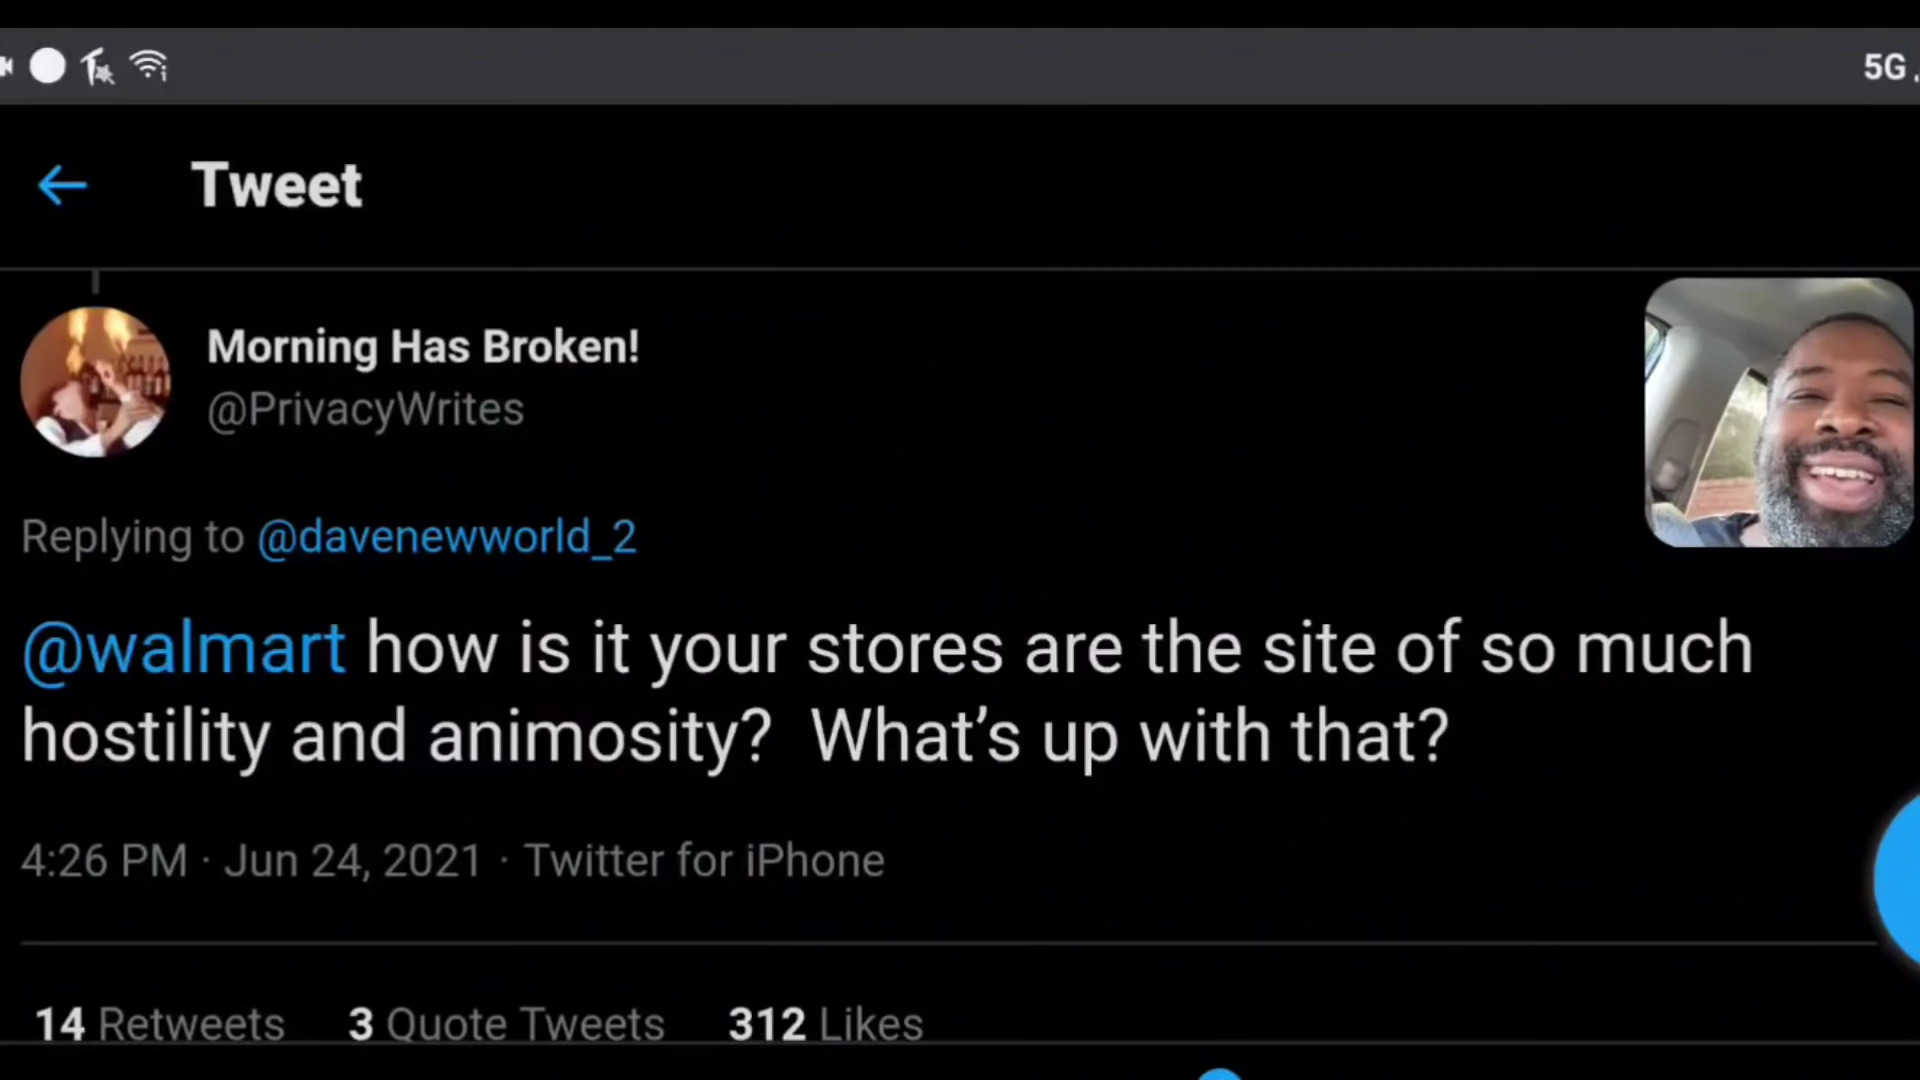 5G
Tweet
Morning Has Broken!
@PrivacyWrites
Replying to @davenewworld_2
@walmart how is it your stores are the site of so much
hostility and animosity?  What’s up with that?
4:26 PM · Jun 24, 2021 · Twitter for iPhone
14 Retweets 3 Quote Tweets 312 Likes